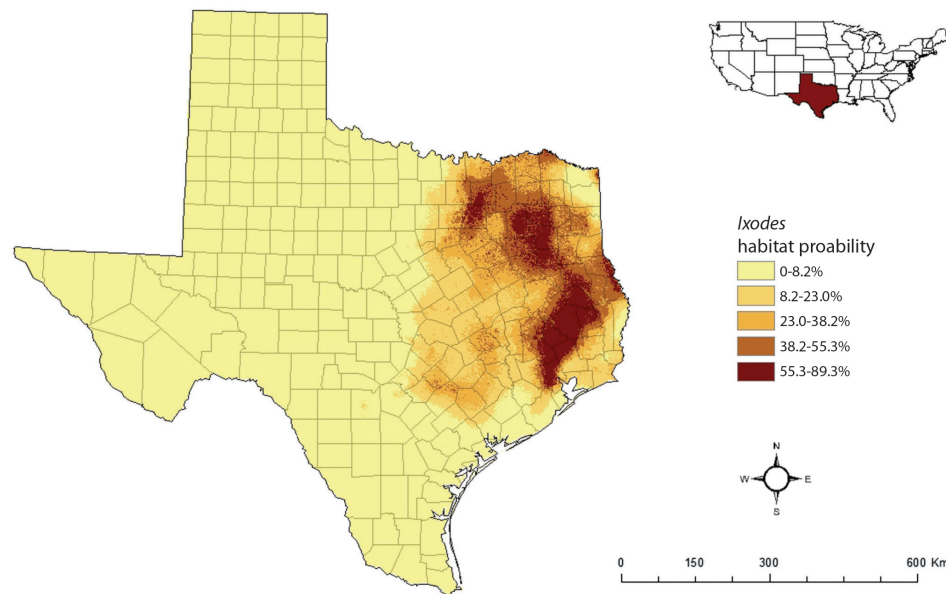 Ixodes
habitat proability
0-8.2%
8.2-23.0%
23.0-38.2%
38.2-55.3%
55.3-89.3%
N
W E
S
0 150 300 600 Km